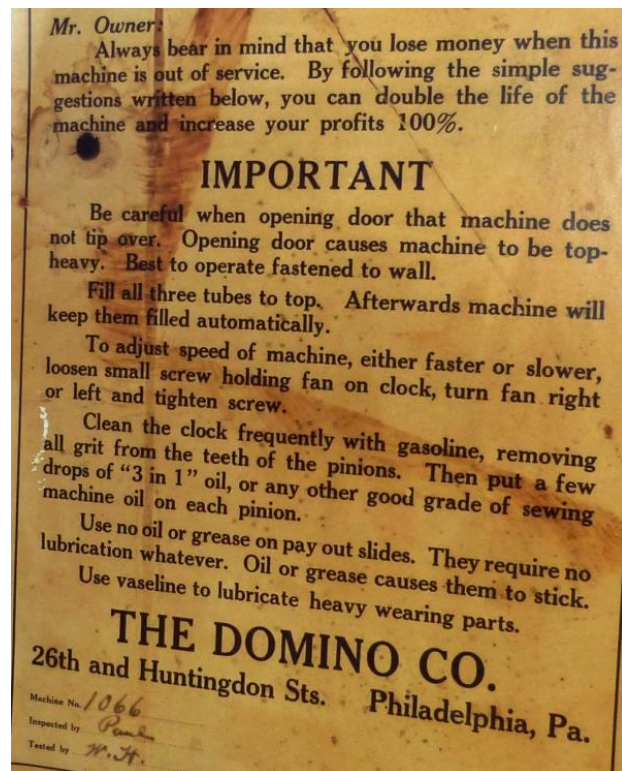 Mr. Owner:
Always bear in mind that you lose money when this
machine is out of service. By following the simple sug-
gestions written below, you can double the life of the
machine and increase your profits 100%.
IMPORTANT
Be careful when opening door that machine does
not tip over. Opening door causes machine to be top-
heavy. Best to operate fastened to wall.
Fill all three tubes to top. Afterwards machine will
keep them filled automatically.
To adjust speed of machine, either faster or slower,
loosen small screw holding fan on clock, turn fan right
or left and tighten screw.
Clean the clock frequently with gasoline, removing
all grit from the teeth of the pinions. Then put a few
drops of “3 in 1” oil, or any other good grade of sewing
machine oil on each pinion.
Use no oil or grease on pay out slides. They require no
lubrication whatever. Oil or grease causes them to stick.
Use vaseline to lubricate heavy wearing parts.
THE DOMINO CO.
26th and Huntingdon Sts. Philadelphia, Pa.
Machine No. 1066
Inspected by
Tested by W. H.